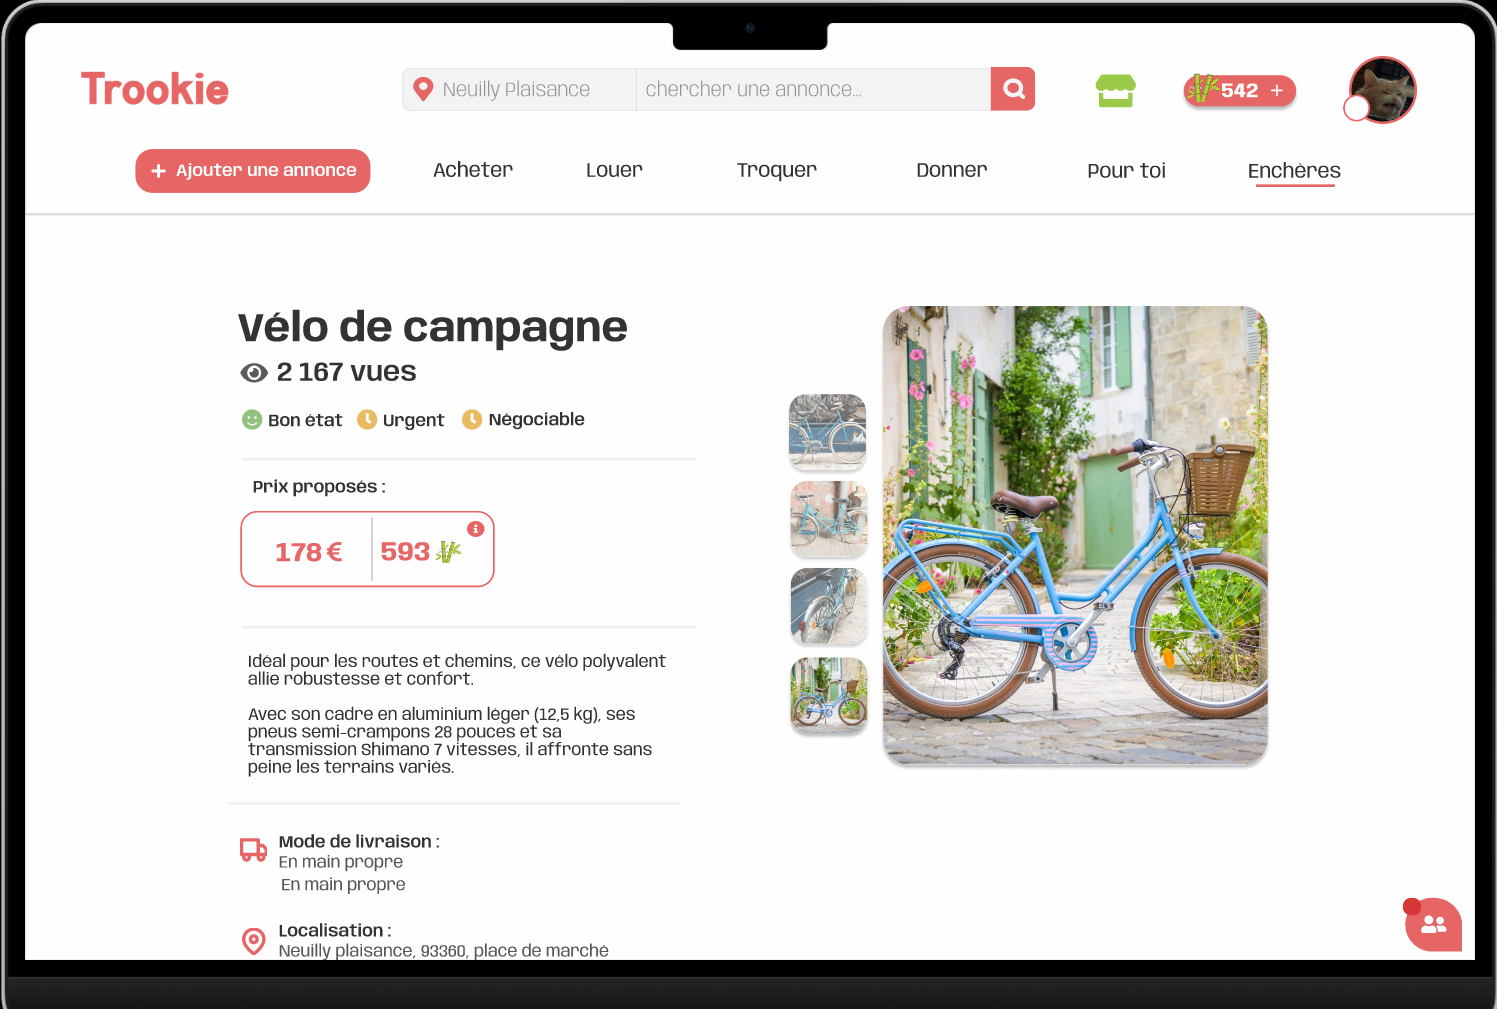 Trookie
Neuilly Plaisance
chercher une annonce...
542 +
+ Ajouter une annonce
Acheter
Louer
Troquer
Donner
Pour toi
Enchères
Vélo de campagne
2 167 vues
Bon état
Urgent
Négociable
Prix proposés :
178 €
593
i
Idéal pour les routes et chemins, ce vélo polyvalent
allie robustesse et confort.
Avec son cadre en aluminium léger (12,5 kg), ses
pneus semi-crampons 28 pouces et sa
transmission Shimano 7 vitesses, il affronte sans
peine les terrains variés.
Mode de livraison :
En main propre
En main propre
Localisation :
Neuilly plaisance, 93360, place de marché